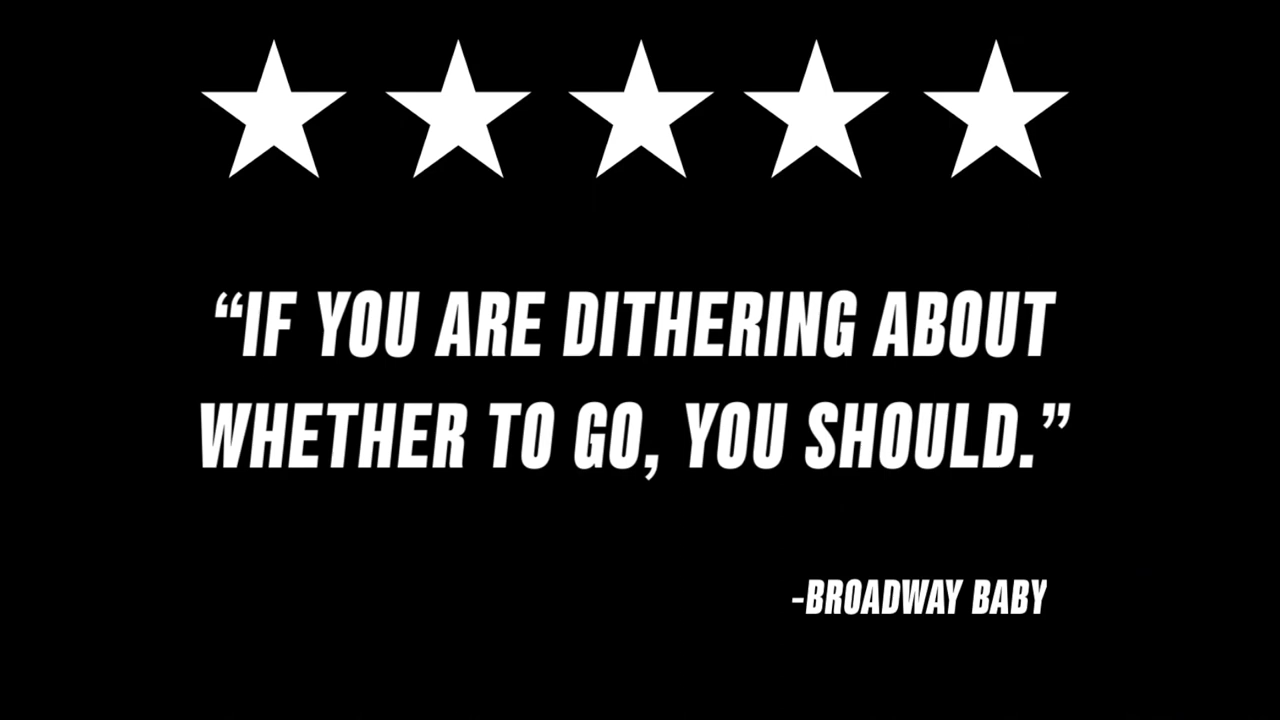 “IF YOU ARE DITHERING ABOUT
WHETHER TO GO, YOU SHOULD.”
-BROADWAY BABY